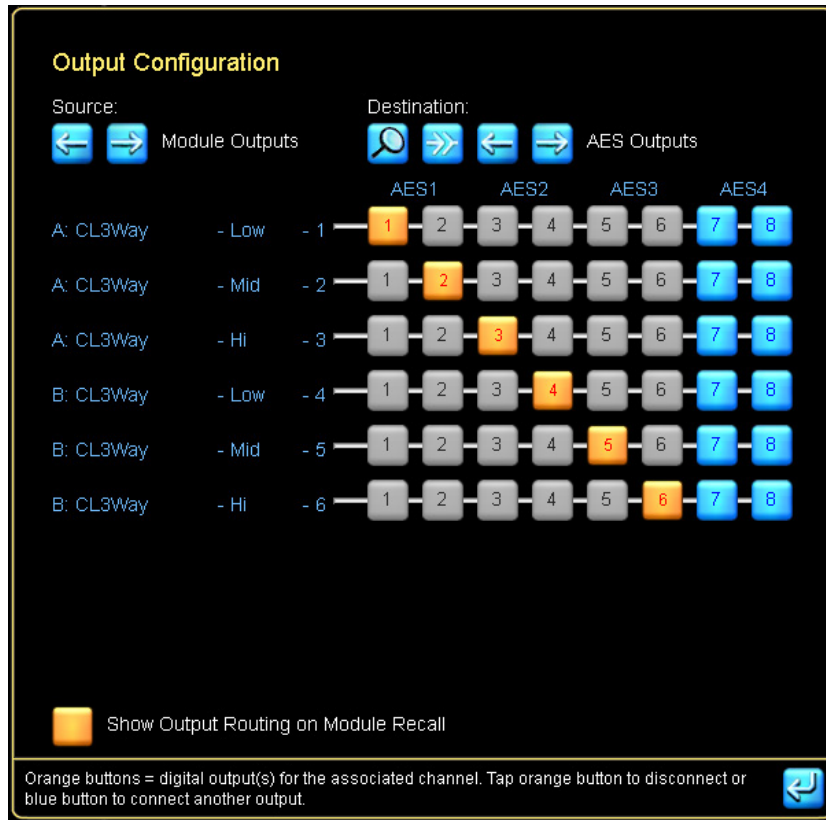 Output Configuration
Source: Destination:
Module Outputs AES Outputs
AES1 AES2 AES3 AES4
A: CL3Way - Low - 1 1 2 3 4 5 6 7 8
A: CL3Way - Mid - 2 1 2 3 4 5 6 7 8
A: CL3Way - Hi - 3 1 2 3 4 5 6 7 8
B: CL3Way - Low - 4 1 2 3 4 5 6 7 8
B: CL3Way - Mid - 5 1 2 3 4 5 6 7 8
B: CL3Way - Hi - 6 1 2 3 4 5 6 7 8
Show Output Routing on Module Recall
Orange buttons = digital output(s) for the associated channel. Tap orange button to disconnect or
blue button to connect another output.